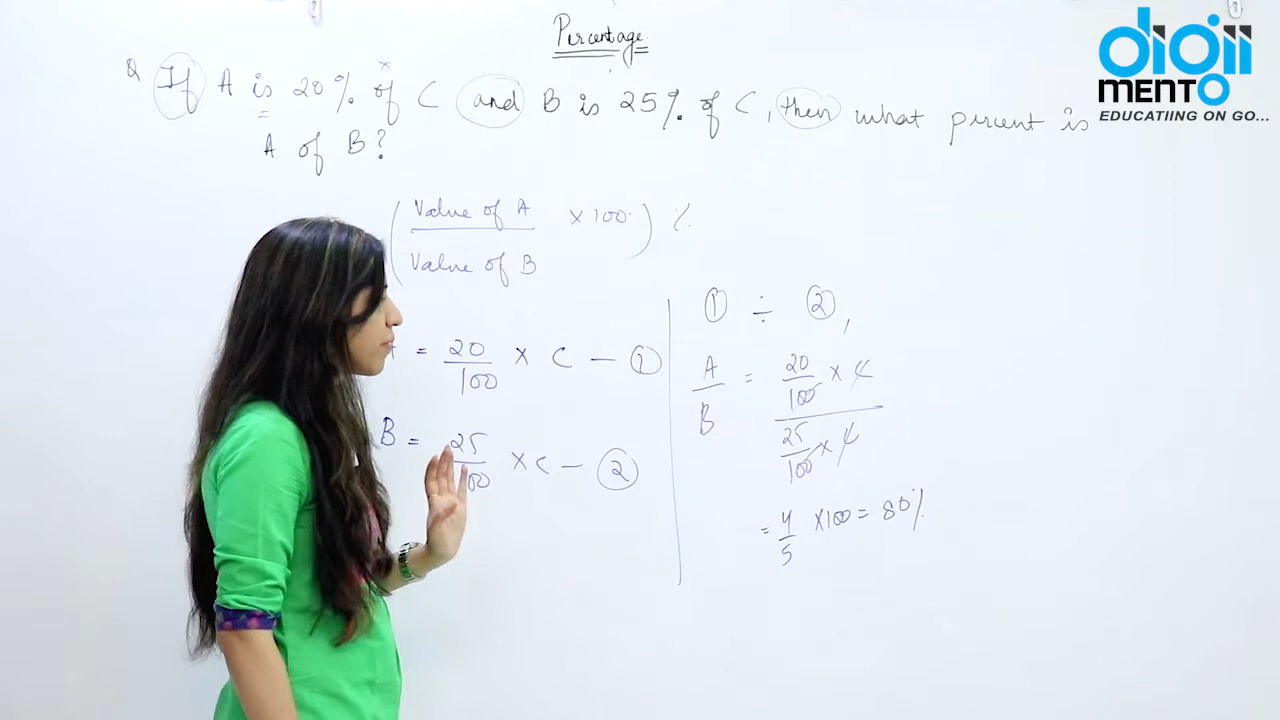 Percentage
Q If A is 20% of C and B is 25% of C, then what percent is
A of B?
(Value of A / Value of B × 100) %
= 20/100 × C — ①
B = 25/100 × C — ②
① ÷ ②,
A/B = 20/100 × C / 25/100 × C
= 4/5 × 100 = 80%
digii
MENTO
EDUCATIING ON GO...